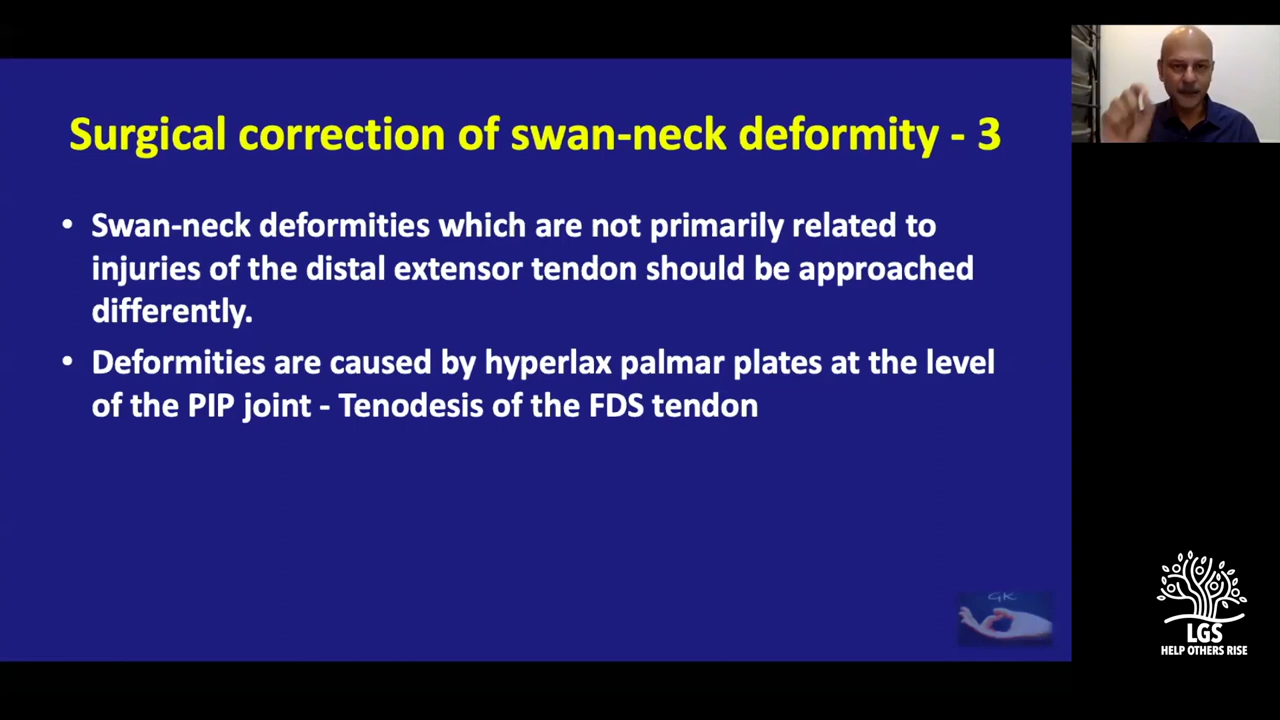 Surgical correction of swan-neck deformity - 3
• Swan-neck deformities which are not primarily related to
injuries of the distal extensor tendon should be approached
differently.
• Deformities are caused by hyperlax palmar plates at the level
of the PIP joint - Tenodesis of the FDS tendon
GK
LGS
HELP OTHERS RISE